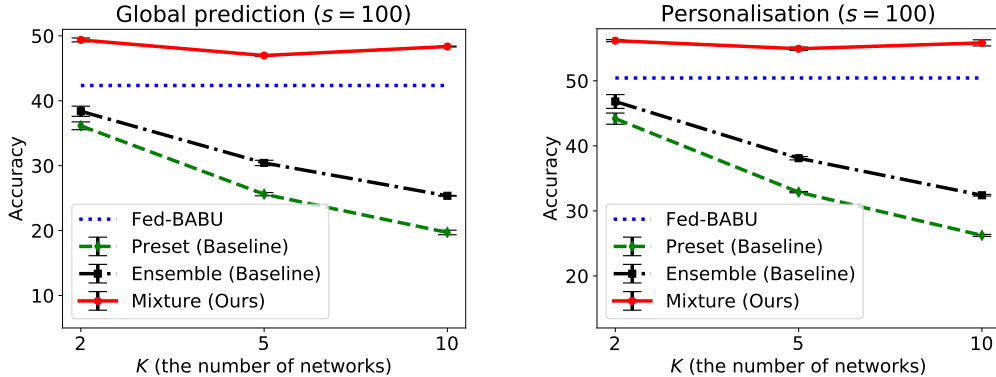 Global prediction (s = 100)
50
40
30
20
10
Accuracy
Fed-BABU
Preset (Baseline)
Ensemble (Baseline)
Mixture (Ours)
2
5
10
K (the number of networks)
Personalisation (s = 100)
50
40
30
20
Accuracy
Fed-BABU
Preset (Baseline)
Ensemble (Baseline)
Mixture (Ours)
2
5
10
K (the number of networks)